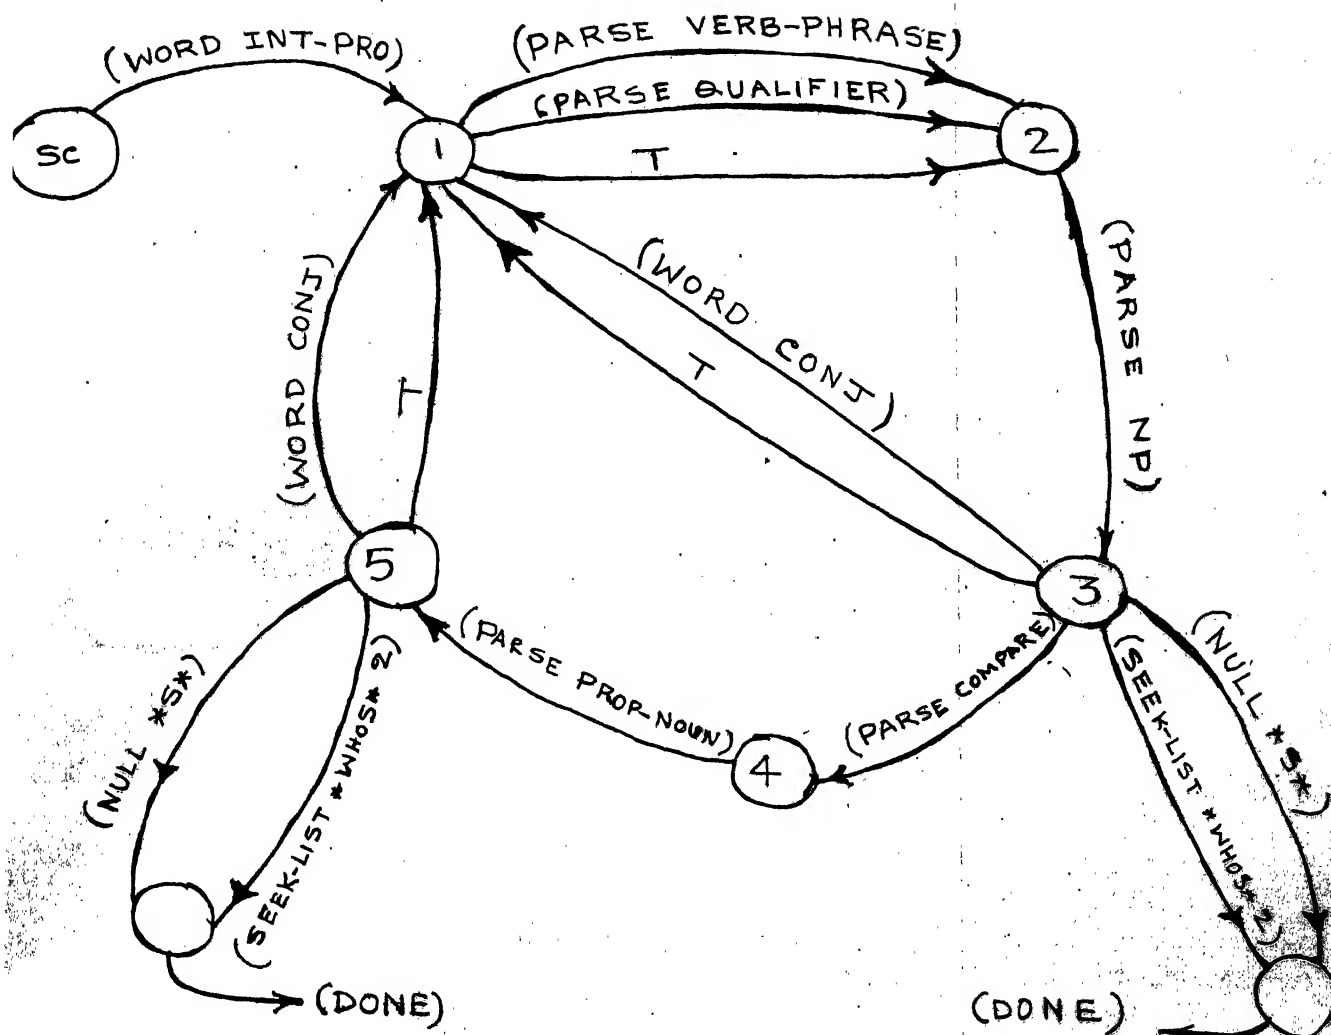 (WORD INT-PRO)
(PARSE VERB-PHRASE)
(PARSE QUALIFIER)
SC
1
T
2
(WORD CONJ)
T
(PARSE NP)
(WORD CONJ)
T
5
3
(PARSE PROP-NOUN)
(PARSE COMPARE)
4
(NULL *S*)
(SEEK-LIST *WHOS* 2)
(SEEK-LIST *WHOS* 2)
(NULL *S*)
(DONE)
(DONE)